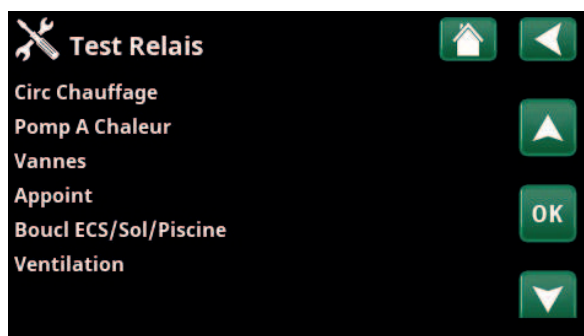 Test Relais
Circ Chauffage
Pomp A Chaleur
Vannes
Appoint
OK
Boucl ECS/Sol/Piscine
Ventilation